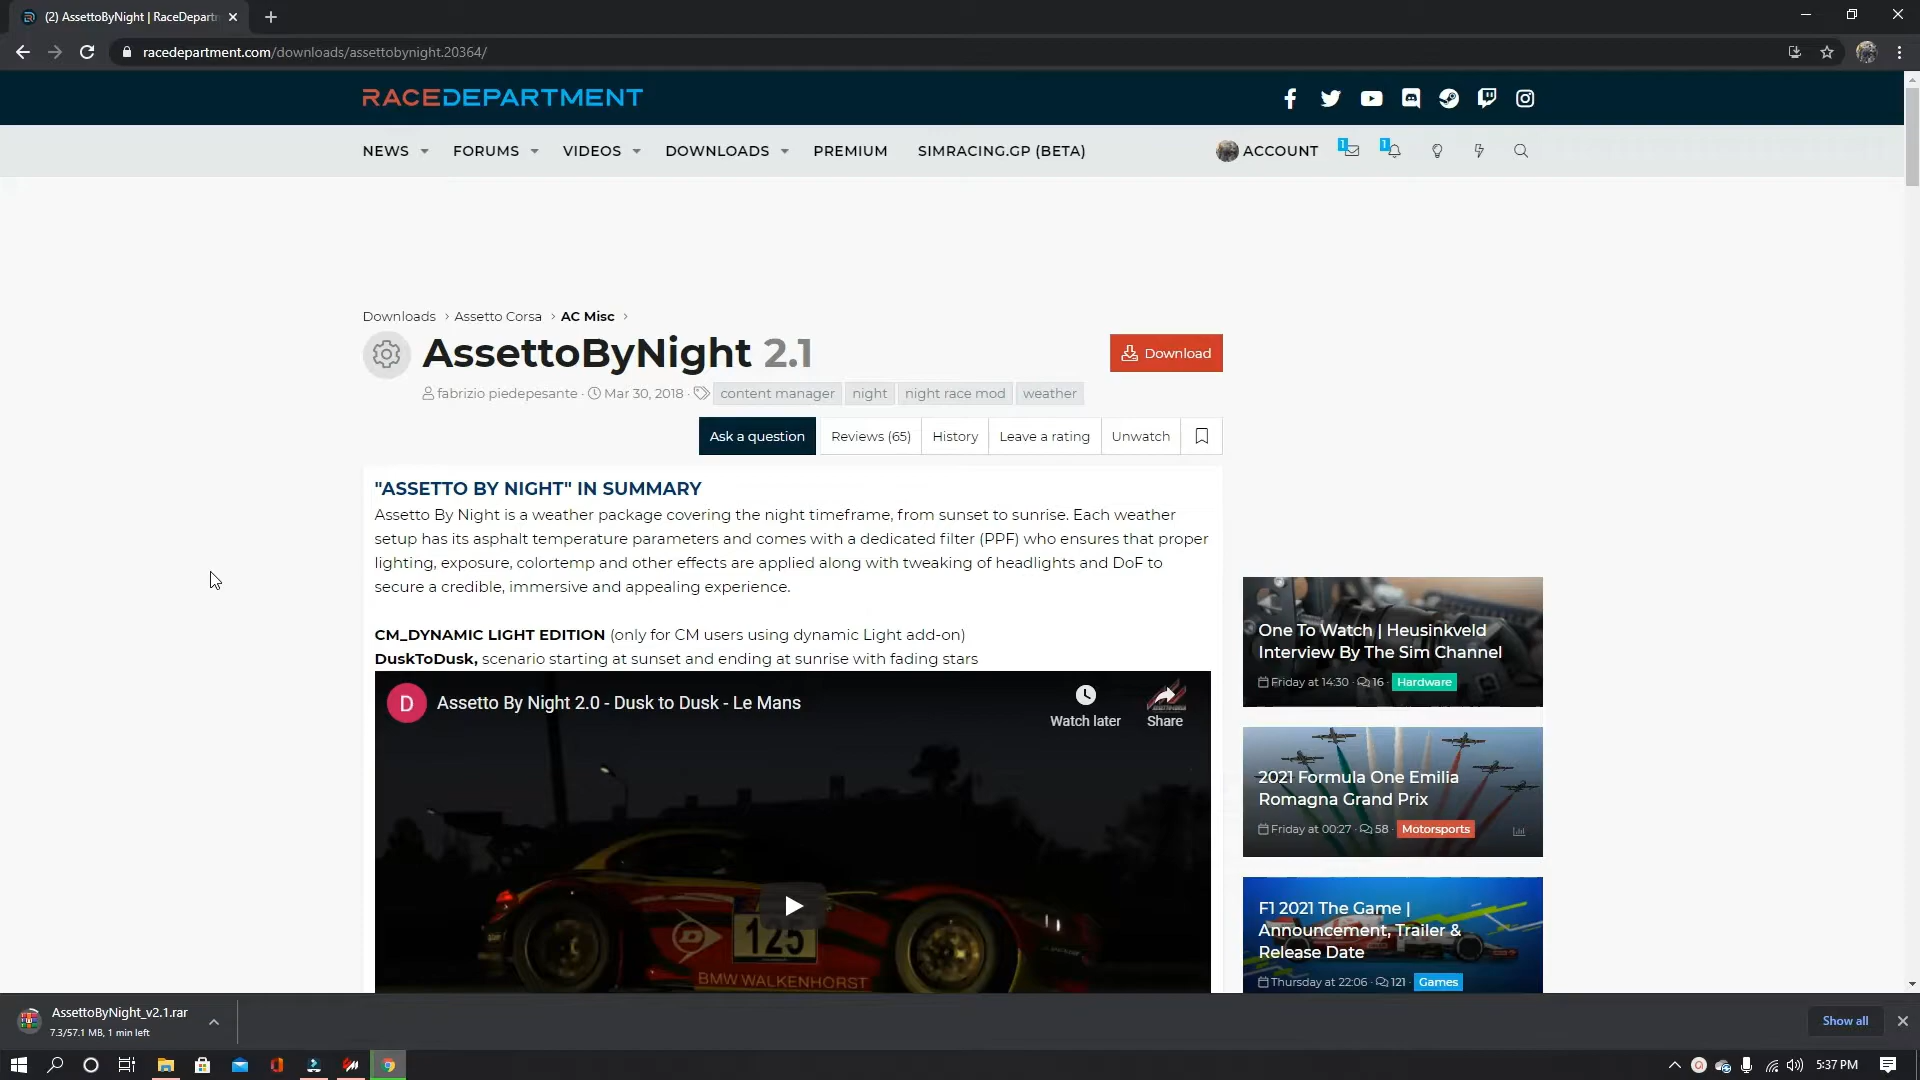 (2) AssettoByNight | RaceDepartm
racedepartment.com/downloads/assettobynight.20364/
RACEDEPARTMENT
NEWS FORUMS VIDEOS DOWNLOADS PREMIUM SIMRACING.GP (BETA) ACCOUNT 1 1
Downloads > Assetto Corsa > AC Misc >
AssettoByNight 2.1
Download
fabrizio piedepesante · Mar 30, 2018 · content manager night night race mod weather
Ask a question Reviews (65) History Leave a rating Unwatch
"ASSETTO BY NIGHT" IN SUMMARY
Assetto By Night is a weather package covering the night timeframe, from sunset to sunrise. Each weather
setup has its asphalt temperature parameters and comes with a dedicated filter (PPF) who ensures that proper
lighting, exposure, colortemp and other effects are applied along with tweaking of headlights and DoF to
secure a credible, immersive and appealing experience.
CM_DYNAMIC LIGHT EDITION (only for CM users using dynamic Light add-on)
DuskToDusk, scenario starting at sunset and ending at sunrise with fading stars
D Assetto By Night 2.0 - Dusk to Dusk - Le Mans
Watch later Share
125
BMW WALKENHORST
One To Watch | Heusinkveld
Interview By The Sim Channel
Friday at 14:30 · 16 · Hardware
2021 Formula One Emilia
Romagna Grand Prix
Friday at 00:27 · 58 · Motorsports
F1 2021 The Game |
Announcement, Trailer &
Release Date
Thursday at 22:06 · 121 · Games
AssettoByNight_v2.1.rar
7.3/57.1 MB, 1 min left
Show all
5:37 PM